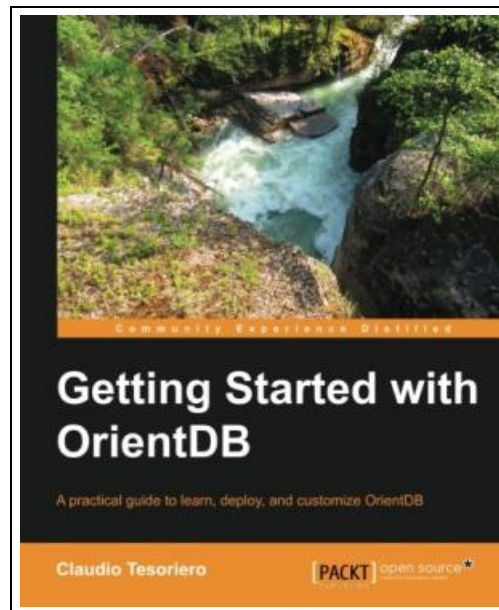 Community Experience Distilled
Getting Started with
OrientDB
A practical guide to learn, deploy, and customize OrientDB
Claudio Tesoriero
[PACKT] open source*
PUBLISHING